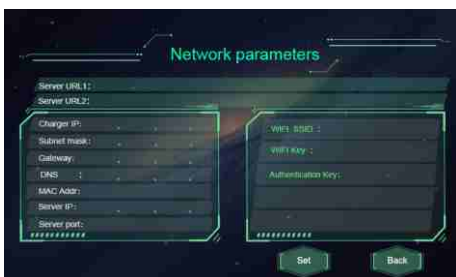 Network parameters
Server URL1:
Server URL2:
Charger IP:
Subnet mask:
Gateway:
DNS :
MAC Addr:
Server IP:
Server port:
WIFI SSEI :
WIFI Key :
Authentication Key:
Set
Back